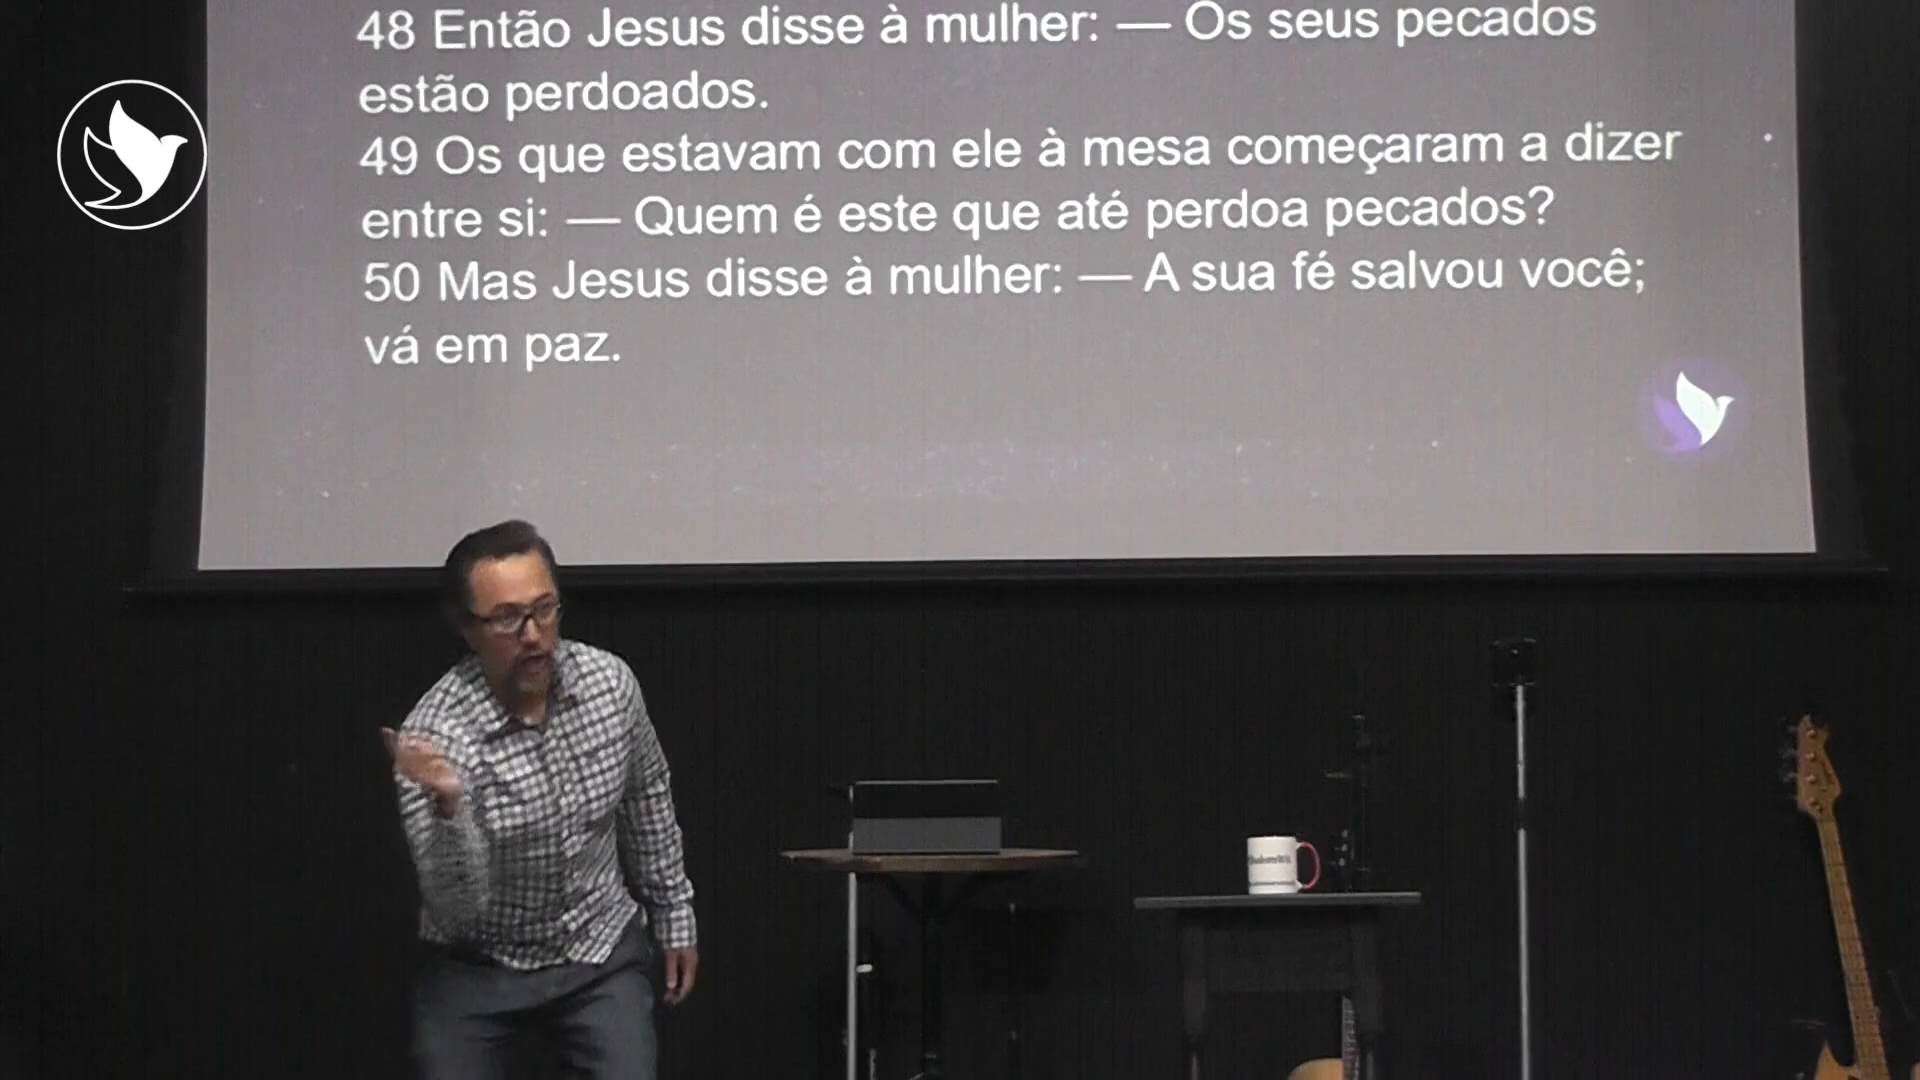 48 Então Jesus disse à mulher: — Os seus pecados
estão perdoados.
49 Os que estavam com ele à mesa começaram a dizer
entre si: — Quem é este que até perdoa pecados?
50 Mas Jesus disse à mulher: — A sua fé salvou você;
vá em paz.